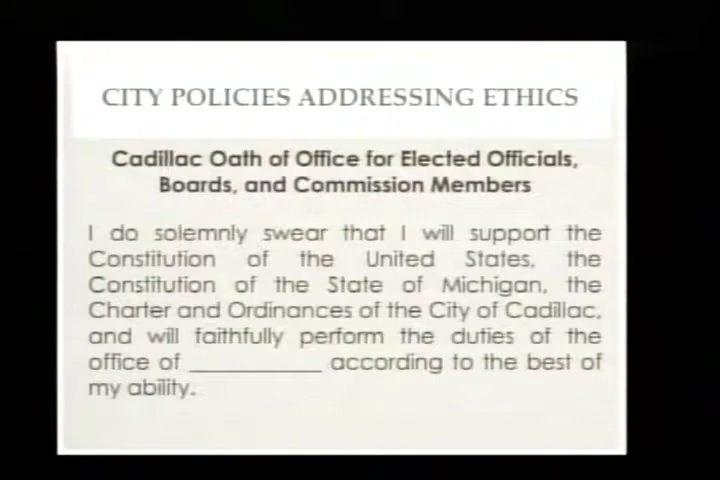 CITY POLICIES ADDRESSING ETHICS
Cadillac Oath of Office for Elected Officials,
Boards, and Commission Members
I do solemnly swear that I will support the
Constitution of the United States, the
Constitution of the State of Michigan, the
Charter and Ordinances of the City of Cadillac,
and will faithfully perform the duties of the
office of ____________ according to the best of
my ability.